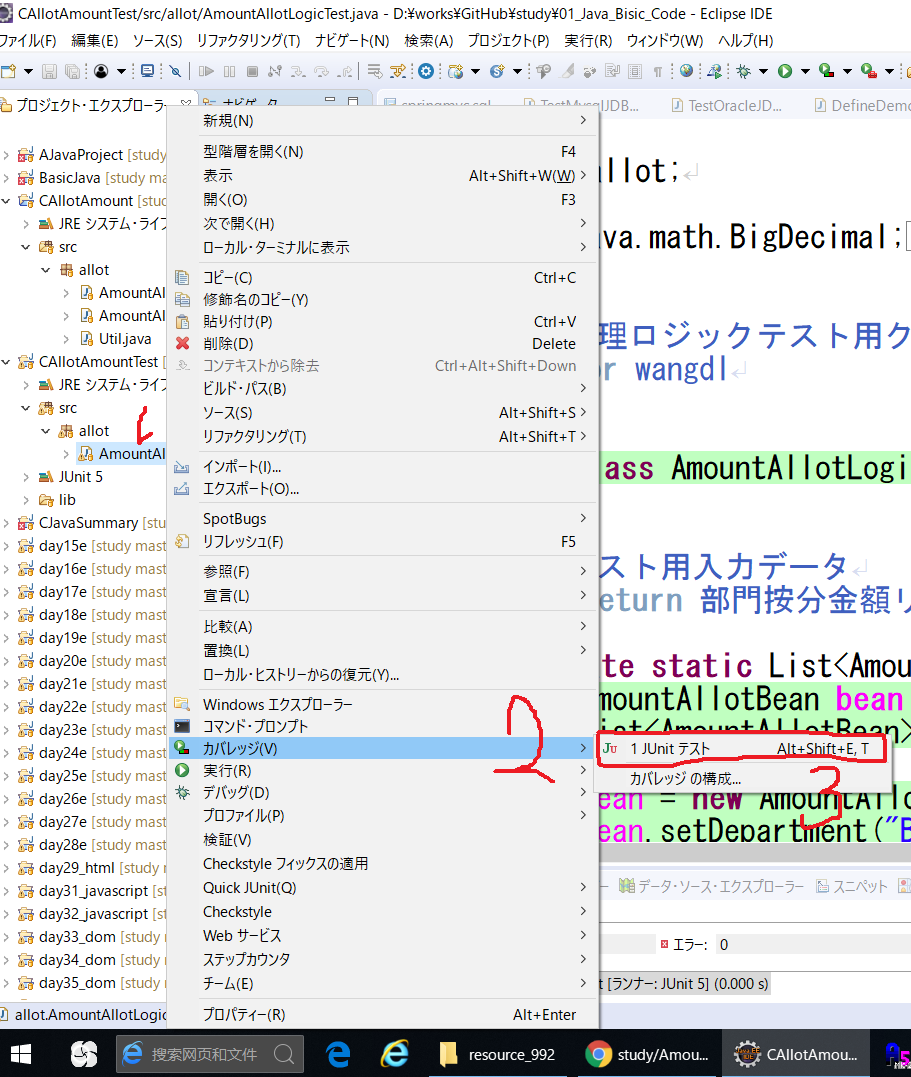 CAllotAmountTest/src/allot/AmountAllotLogicTest.java - D:¥works¥GitHub¥study¥01_Java_Bisic_Code - Eclipse IDE
ファイル(F) 編集(E) ソース(S) リファクタリング(T) ナビゲート(N) 検索(A) プロジェクト(P) 実行(R) ウィンドウ(W) ヘルプ(H)
プロジェクト・エクスプローラー
TestMysqlJDB...
TestOracleJD...
DefineDemo
AJavaProject [study
BasicJava [study ma
CAllotAmount [stud
JRE システム・ライブ
src
allot
AmountAl
AmountAl
Util.java
CAllotAmountTest [
JRE システム・ライブ
src
allot
AmountAl
JUnit 5
lib
CJavaSummary [stu
day15e [study mast
day16e [study mast
day17e [study mast
day18e [study mast
day19e [study mast
day20e [study mast
day21e [study mast
day22e [study mast
day23e [study mast
day24e [study mast
day25e [study mast
day26e [study mast
day27e [study mast
day28e [study mast
day29_html [study r
day31_javascript [st
day32_javascript [st
day33_dom [study
day34_dom [study
day35_dom [study
allot.AmountAllotLogic
新規(N)
型階層を開く(N) F4
表示 Alt+Shift+W(W)
開く(O) F3
次で開く(H)
ローカル・ターミナルに表示
コピー(C) Ctrl+C
修飾名のコピー(Y)
貼り付け(P) Ctrl+V
削除(D) Delete
コンテキストから除去 Ctrl+Alt+Shift+Down
ビルド・パス(B)
ソース(S) Alt+Shift+S
リファクタリング(T) Alt+Shift+T
インポート(I)...
エクスポート(O)...
SpotBugs
リフレッシュ(F) F5
参照(F)
宣言(L)
比較(A)
置換(L)
ローカル・ヒストリーからの復元(Y)...
Windows エクスプローラー
コマンド・プロンプト
カバレッジ(V)
実行(R)
デバッグ(D)
プロファイル(P)
検証(V)
Checkstyle フィックスの適用
Quick JUnit(Q)
Checkstyle
Web サービス
ステップカウンタ
チーム(E)
プロパティー(R) Alt+Enter
2
1 JUnit テスト Alt+Shift+E, T
カバレッジ の構成...
3
llot;
va.math.BigDecimal;
理ロジックテスト用ク
r wangdl
ass AmountAllotLogi
スト用入力データ
eturn 部門按分金額リ
te static List<Amou
mountAllotBean bean
ist<AmountAllotBean>
ean = new AmountAllo
ean.setDepartment("B
データ・ソース・エクスプローラー スニペット
エラー: 0
t [ランナー: JUnit 5] (0.000 s)
搜索网页和文件
resource_992
study/Amou...
CAllotAmou...